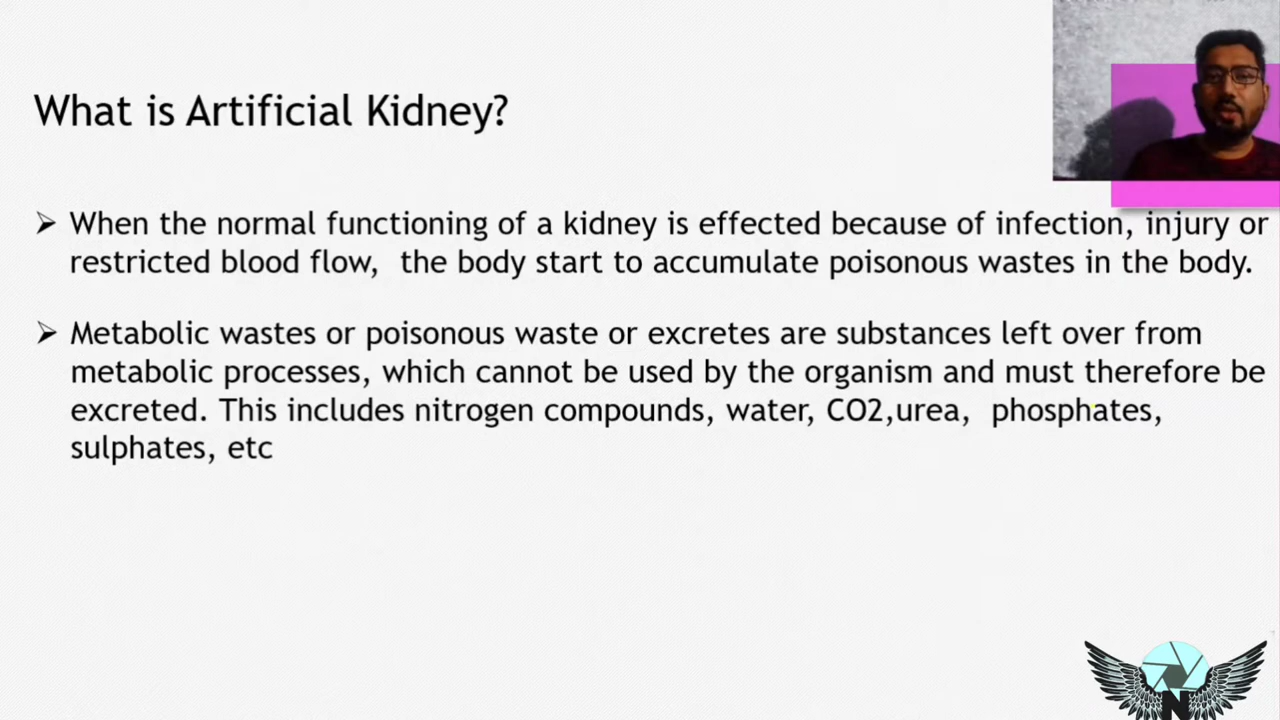 What is Artificial Kidney?
➢ When the normal functioning of a kidney is effected because of infection, injury or
restricted blood flow,  the body start to accumulate poisonous wastes in the body.
➢ Metabolic wastes or poisonous waste or excretes are substances left over from
metabolic processes, which cannot be used by the organism and must therefore be
excreted. This includes nitrogen compounds, water, CO2,urea,  phosphates,
sulphates, etc
N